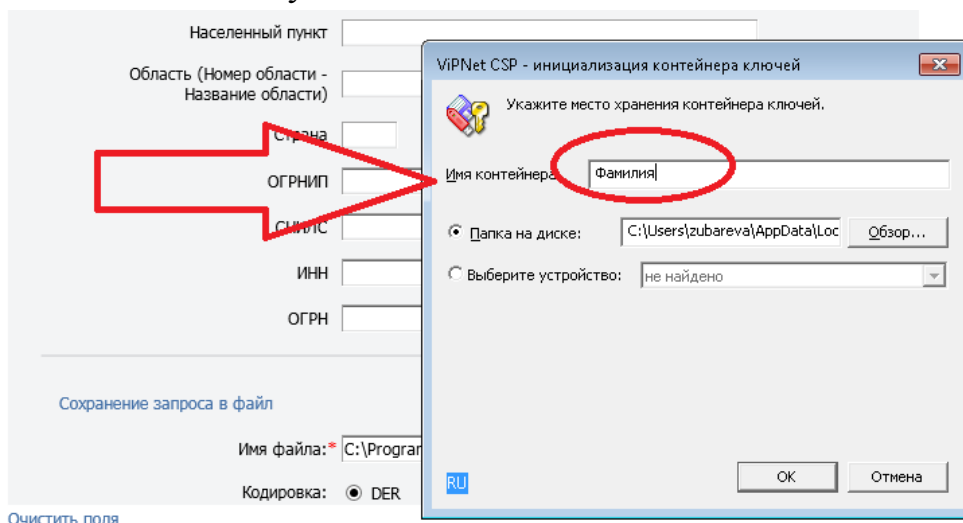 Населенный пункт
Область (Номер области -
Название области)
Страна
ОГРНИП
СНИЛС
ИНН
ОГРН
Сохранение запроса в файл
Имя файла:* C:\Program
Кодировка: DER
Очистить поля
ViPNet CSP - инициализация контейнера ключей
Укажите место хранения контейнера ключей.
Имя контейнера: Фамилия
Папка на диске: C:\Users\zubareva\AppData\Loc Обзор...
Выберите устройство: не найдено
RU ОК Отмена